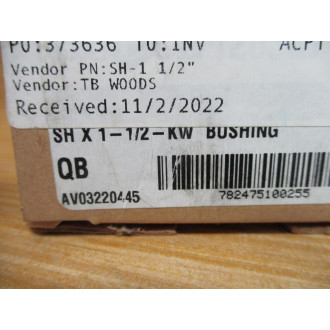 PO:373636 TO:INV ACPT
Vendor PN:SH-1 1/2"
Vendor:TB WOODS
Received:11/2/2022
SH X 1-1/2-KW BUSHING
QB
AV03220445
782475100255